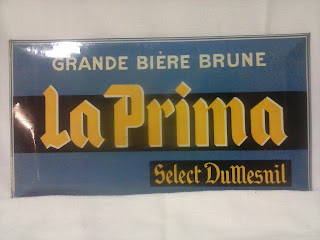 GRANDE BIÈRE BRUNE
La Prima
Select DuMesnil